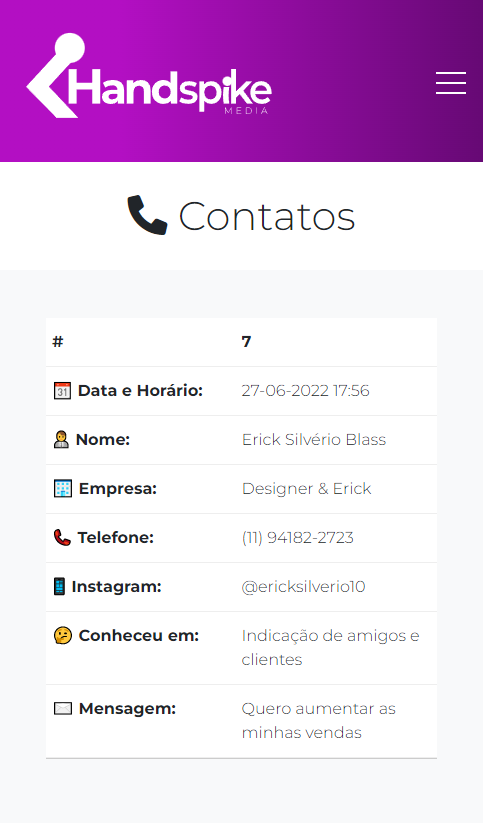 Handspike
MEDIA
Contatos
# 7
Data e Horário: 27-06-2022 17:56
Nome: Erick Silvério Blass
Empresa: Designer & Erick
Telefone: (11) 94182-2723
Instagram: @ericksilverio10
Conheceu em: Indicação de amigos e
clientes
Mensagem: Quero aumentar as
minhas vendas